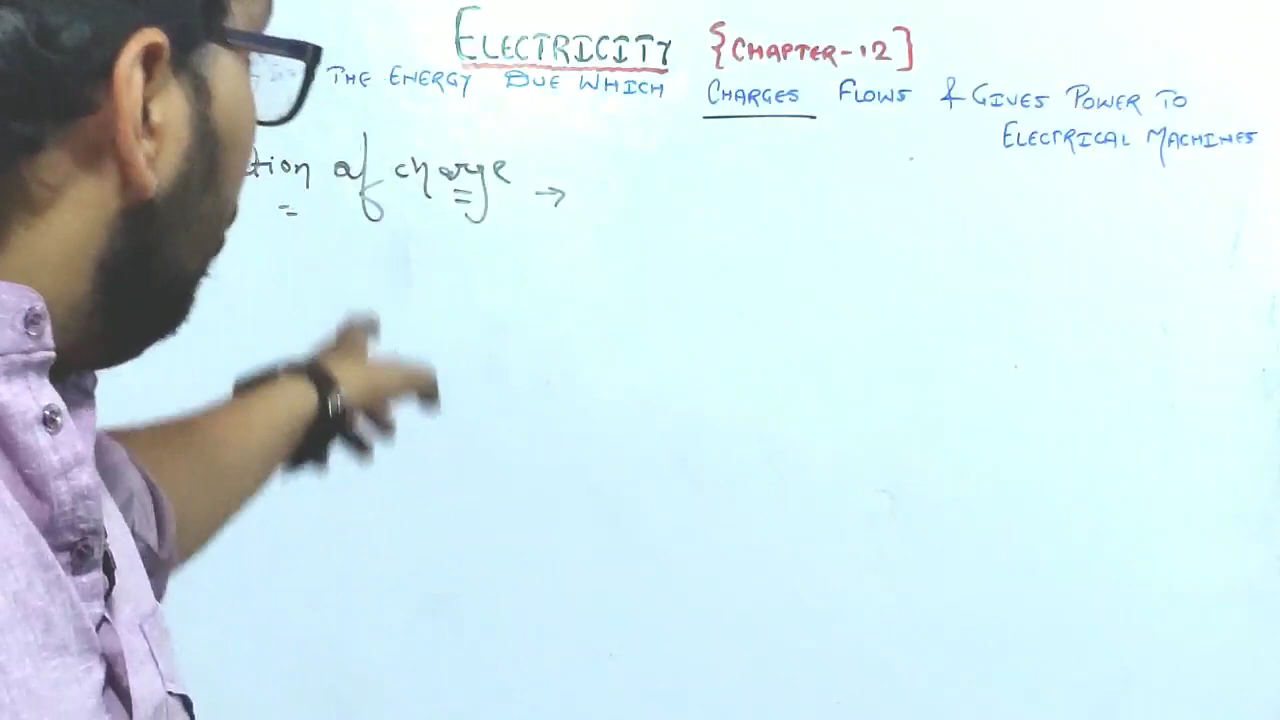 ELECTRICITY {CHAPTER-12]
THE ENERGY DUE WHICH CHARGES FLOWS & GIVES POWER TO
ELECTRICAL MACHINES
tion of charge →